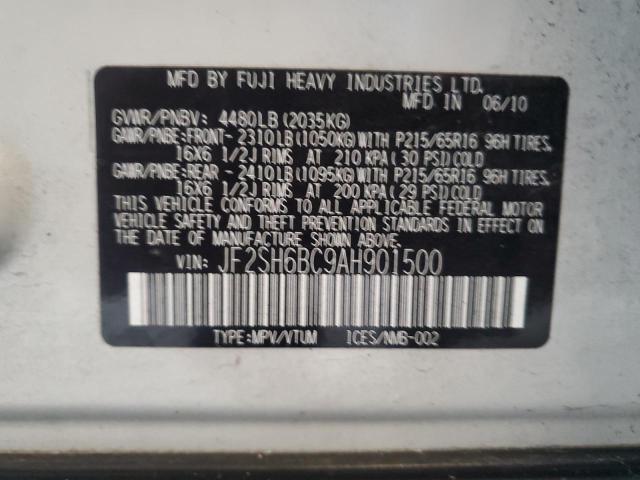 MFD BY FUJI HEAVY INDUSTRIES LTD.
MFD IN 06/10
GVWR/PNBV: 4480LB(2035KG)
GAWR/PNBE:FRONT-2310LB(1050KG)WITH P215/65R16 96H TIRES.
16X6 1/2J RIMS AT 210 KPA(30 PSI)COLD
GAWR/PNBE:REAR -2410LB(1095KG)WITH P215/65R16 96H TIRES.
16X6 1/2J RIMS AT 200 KPA(29 PSI)COLD
THIS VEHICLE CONFORMS TO ALL APPLICABLE FEDERAL MOTOR
VEHICLE SAFETY AND THEFT PREVENTION STANDARDS IN EFFECT ON
THE DATE OF MANUFACTURE SHOWN ABOVE.
VIN: JF2SH6BC9AH901500
TYPE:MPV/VTUM ICES/NMB-002